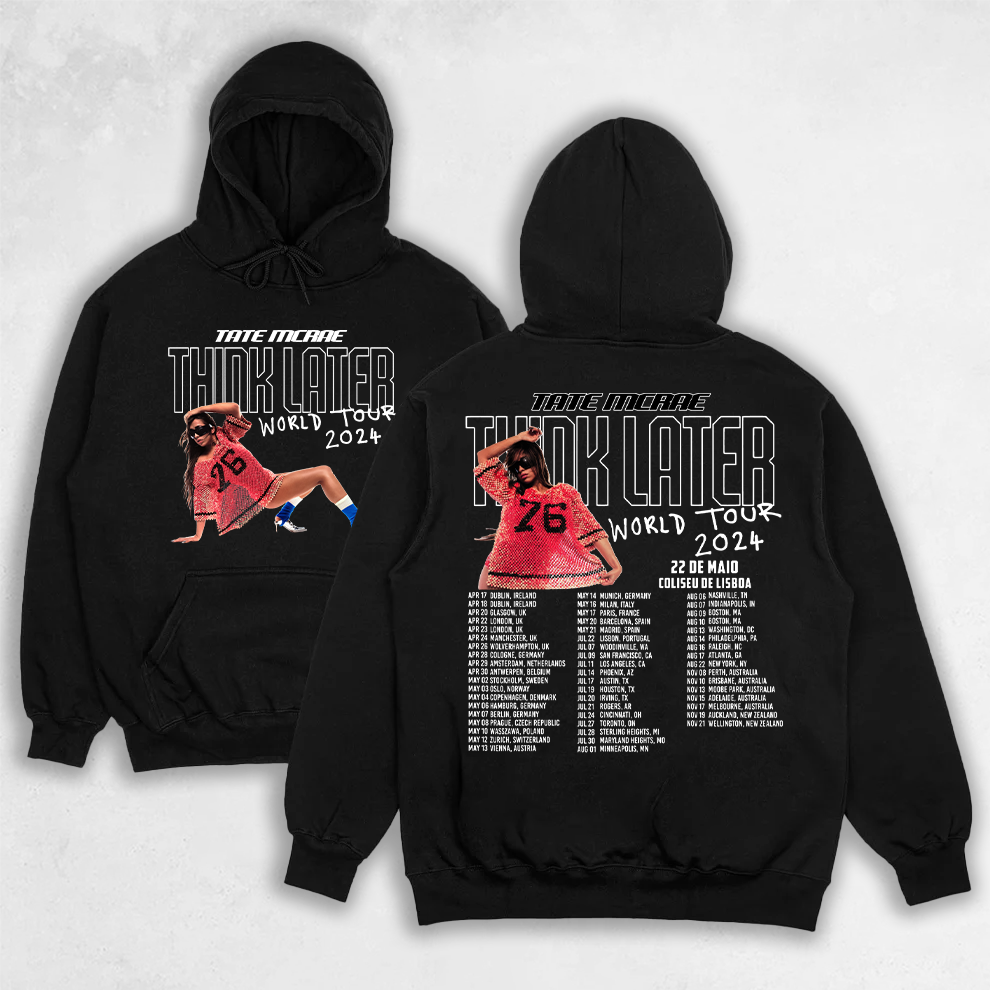 TATE MCRAE
THINK LATER
WORLD TOUR
2024
76
TATE MCRAE
THINK LATER
WORLD TOUR
2024
76
22 DE MAIO
COLISEU DE LISBOA
APR 17 DUBLIN, IRELAND
APR 18 DUBLIN, IRELAND
APR 20 GLASGOW, UK
APR 22 LONDON, UK
APR 23 LONDON, UK
APR 24 MANCHESTER, UK
APR 26 WOLVERHAMPTON, UK
APR 28 COLOGNE, GERMANY
APR 29 AMSTERDAM, NETHERLANDS
APR 30 ANTWERPEN, BELGIUM
MAY 02 STOCKHOLM, SWEDEN
MAY 03 OSLO, NORWAY
MAY 04 COPENHAGEN, DENMARK
MAY 06 HAMBURG, GERMANY
MAY 07 BERLIN, GERMANY
MAY 08 PRAGUE, CZECH REPUBLIC
MAY 10 WASZAWA, POLAND
MAY 12 ZURICH, SWITZERLAND
MAY 13 VIENNA, AUSTRIA
MAY 14 MUNICH, GERMANY
MAY 16 MILAN, ITALY
MAY 17 PARIS, FRANCE
MAY 20 BARCELONA, SPAIN
MAY 21 MADRID, SPAIN
JUL 22 LISBON, PORTUGAL
JUL 07 WOODINVILLE, WA
JUL 09 SAN FRANCISCO, CA
JUL 11 LOS ANGELES, CA
JUL 14 PHOENIX, AZ
JUL 17 AUSTIN, TX
JUL 19 HOUSTON, TX
JUL 20 IRVING, TX
JUL 21 ROGERS, AR
JUL 24 CINCINNATI, OH
JUL 27 TORONTO, ON
JUL 28 STERLING HEIGHTS, MI
JUL 30 MARYLAND HEIGHTS, MO
AUG 01 MINNEAPOLIS, MN
AUG 06 NASHVILLE, TN
AUG 07 INDIANAPOLIS, IN
AUG 09 BOSTON, MA
AUG 10 BOSTON, MA
AUG 13 WASHINGTON, DC
AUG 14 PHILADELPHIA, PA
AUG 16 RALEIGH, NC
AUG 17 ATLANTA, GA
AUG 22 NEW YORK, NY
NOV 08 PERTH, AUSTRALIA
NOV 10 BRISBANE, AUSTRALIA
NOV 13 MOORE PARK, AUSTRALIA
NOV 15 ADELAIDE, AUSTRALIA
NOV 17 MELBOURNE, AUSTRALIA
NOV 19 AUCKLAND, NEW ZEALAND
NOV 21 WELLINGTON, NEW ZEALAND